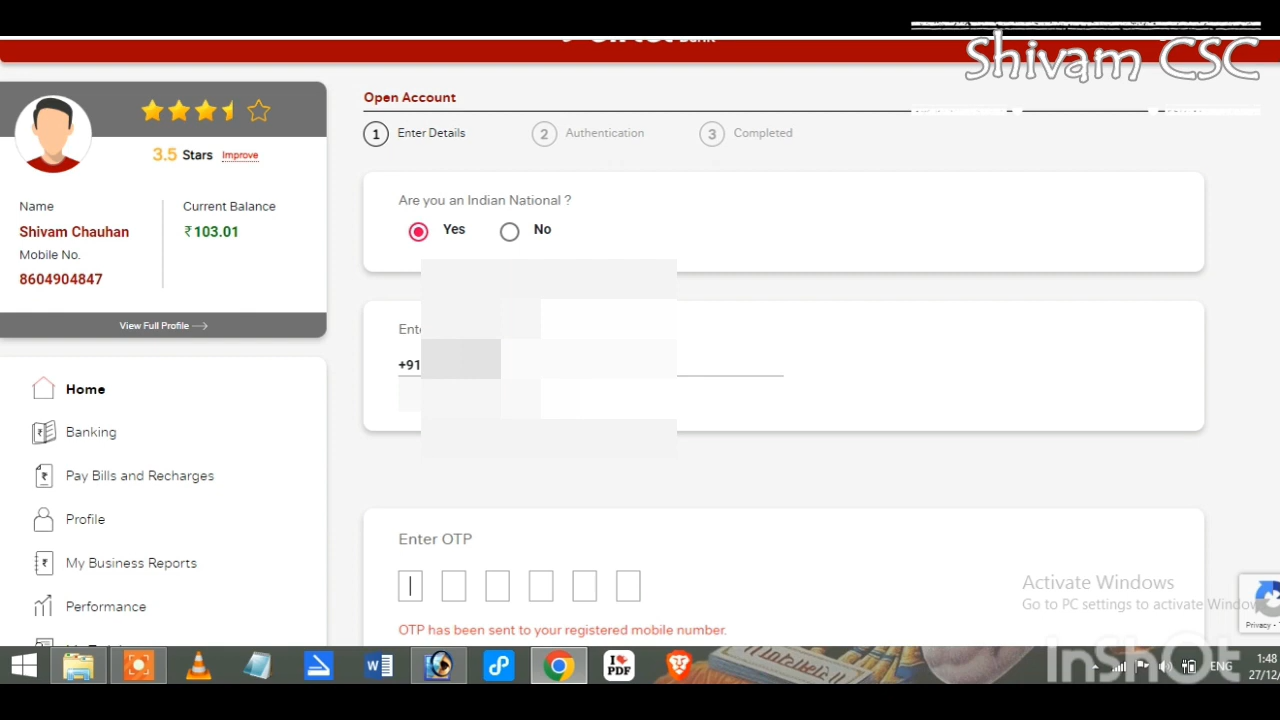 Bank
Shivam CSC
3.5 Stars Improve
Name
Shivam Chauhan
Mobile No.
8604904847
Current Balance
₹103.01
View Full Profile
Home
Banking
Pay Bills and Recharges
Profile
My Business Reports
Performance
Open Account
1 Enter Details
2 Authentication
3 Completed
Are you an Indian National ?
Yes
No
+91
Enter OTP
OTP has been sent to your registered mobile number.
Activate Windows
Go to PC settings to activate Windo
Privacy -
InShOt
W
P
I
PDF
ENG
1:48
27/12/